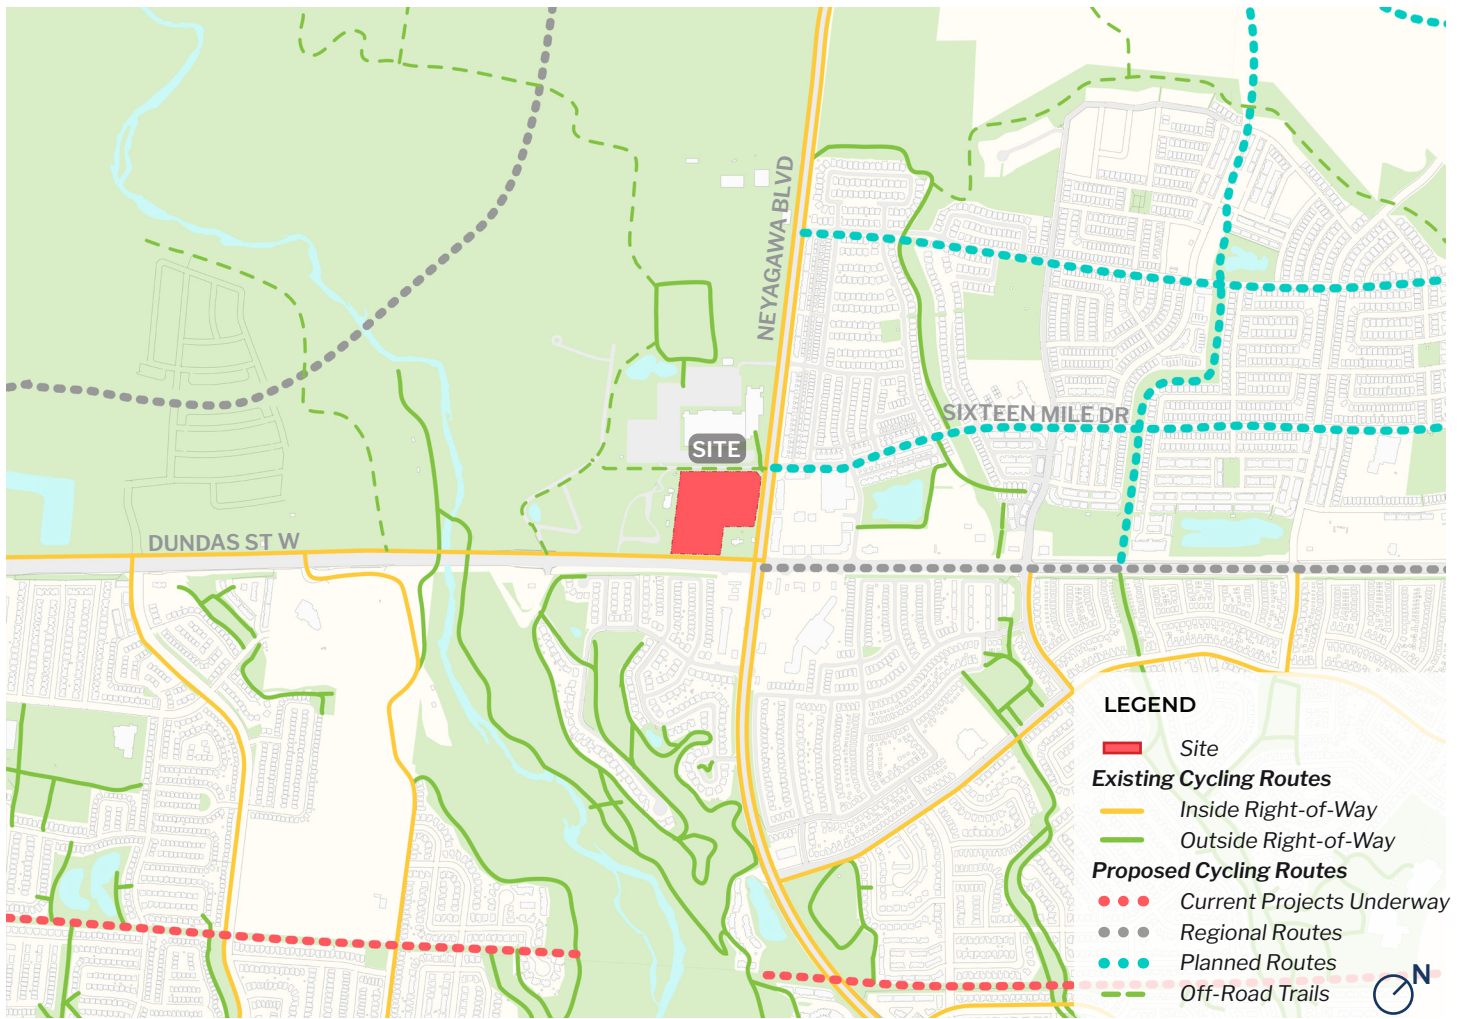 NEYAGAWA BLVD
SIXTEEN MILE DR
SITE
DUNDAS ST W
LEGEND
Site
Existing Cycling Routes
Inside Right-of-Way
Outside Right-of-Way
Proposed Cycling Routes
Current Projects Underway
Regional Routes
Planned Routes
Off-Road Trails
N